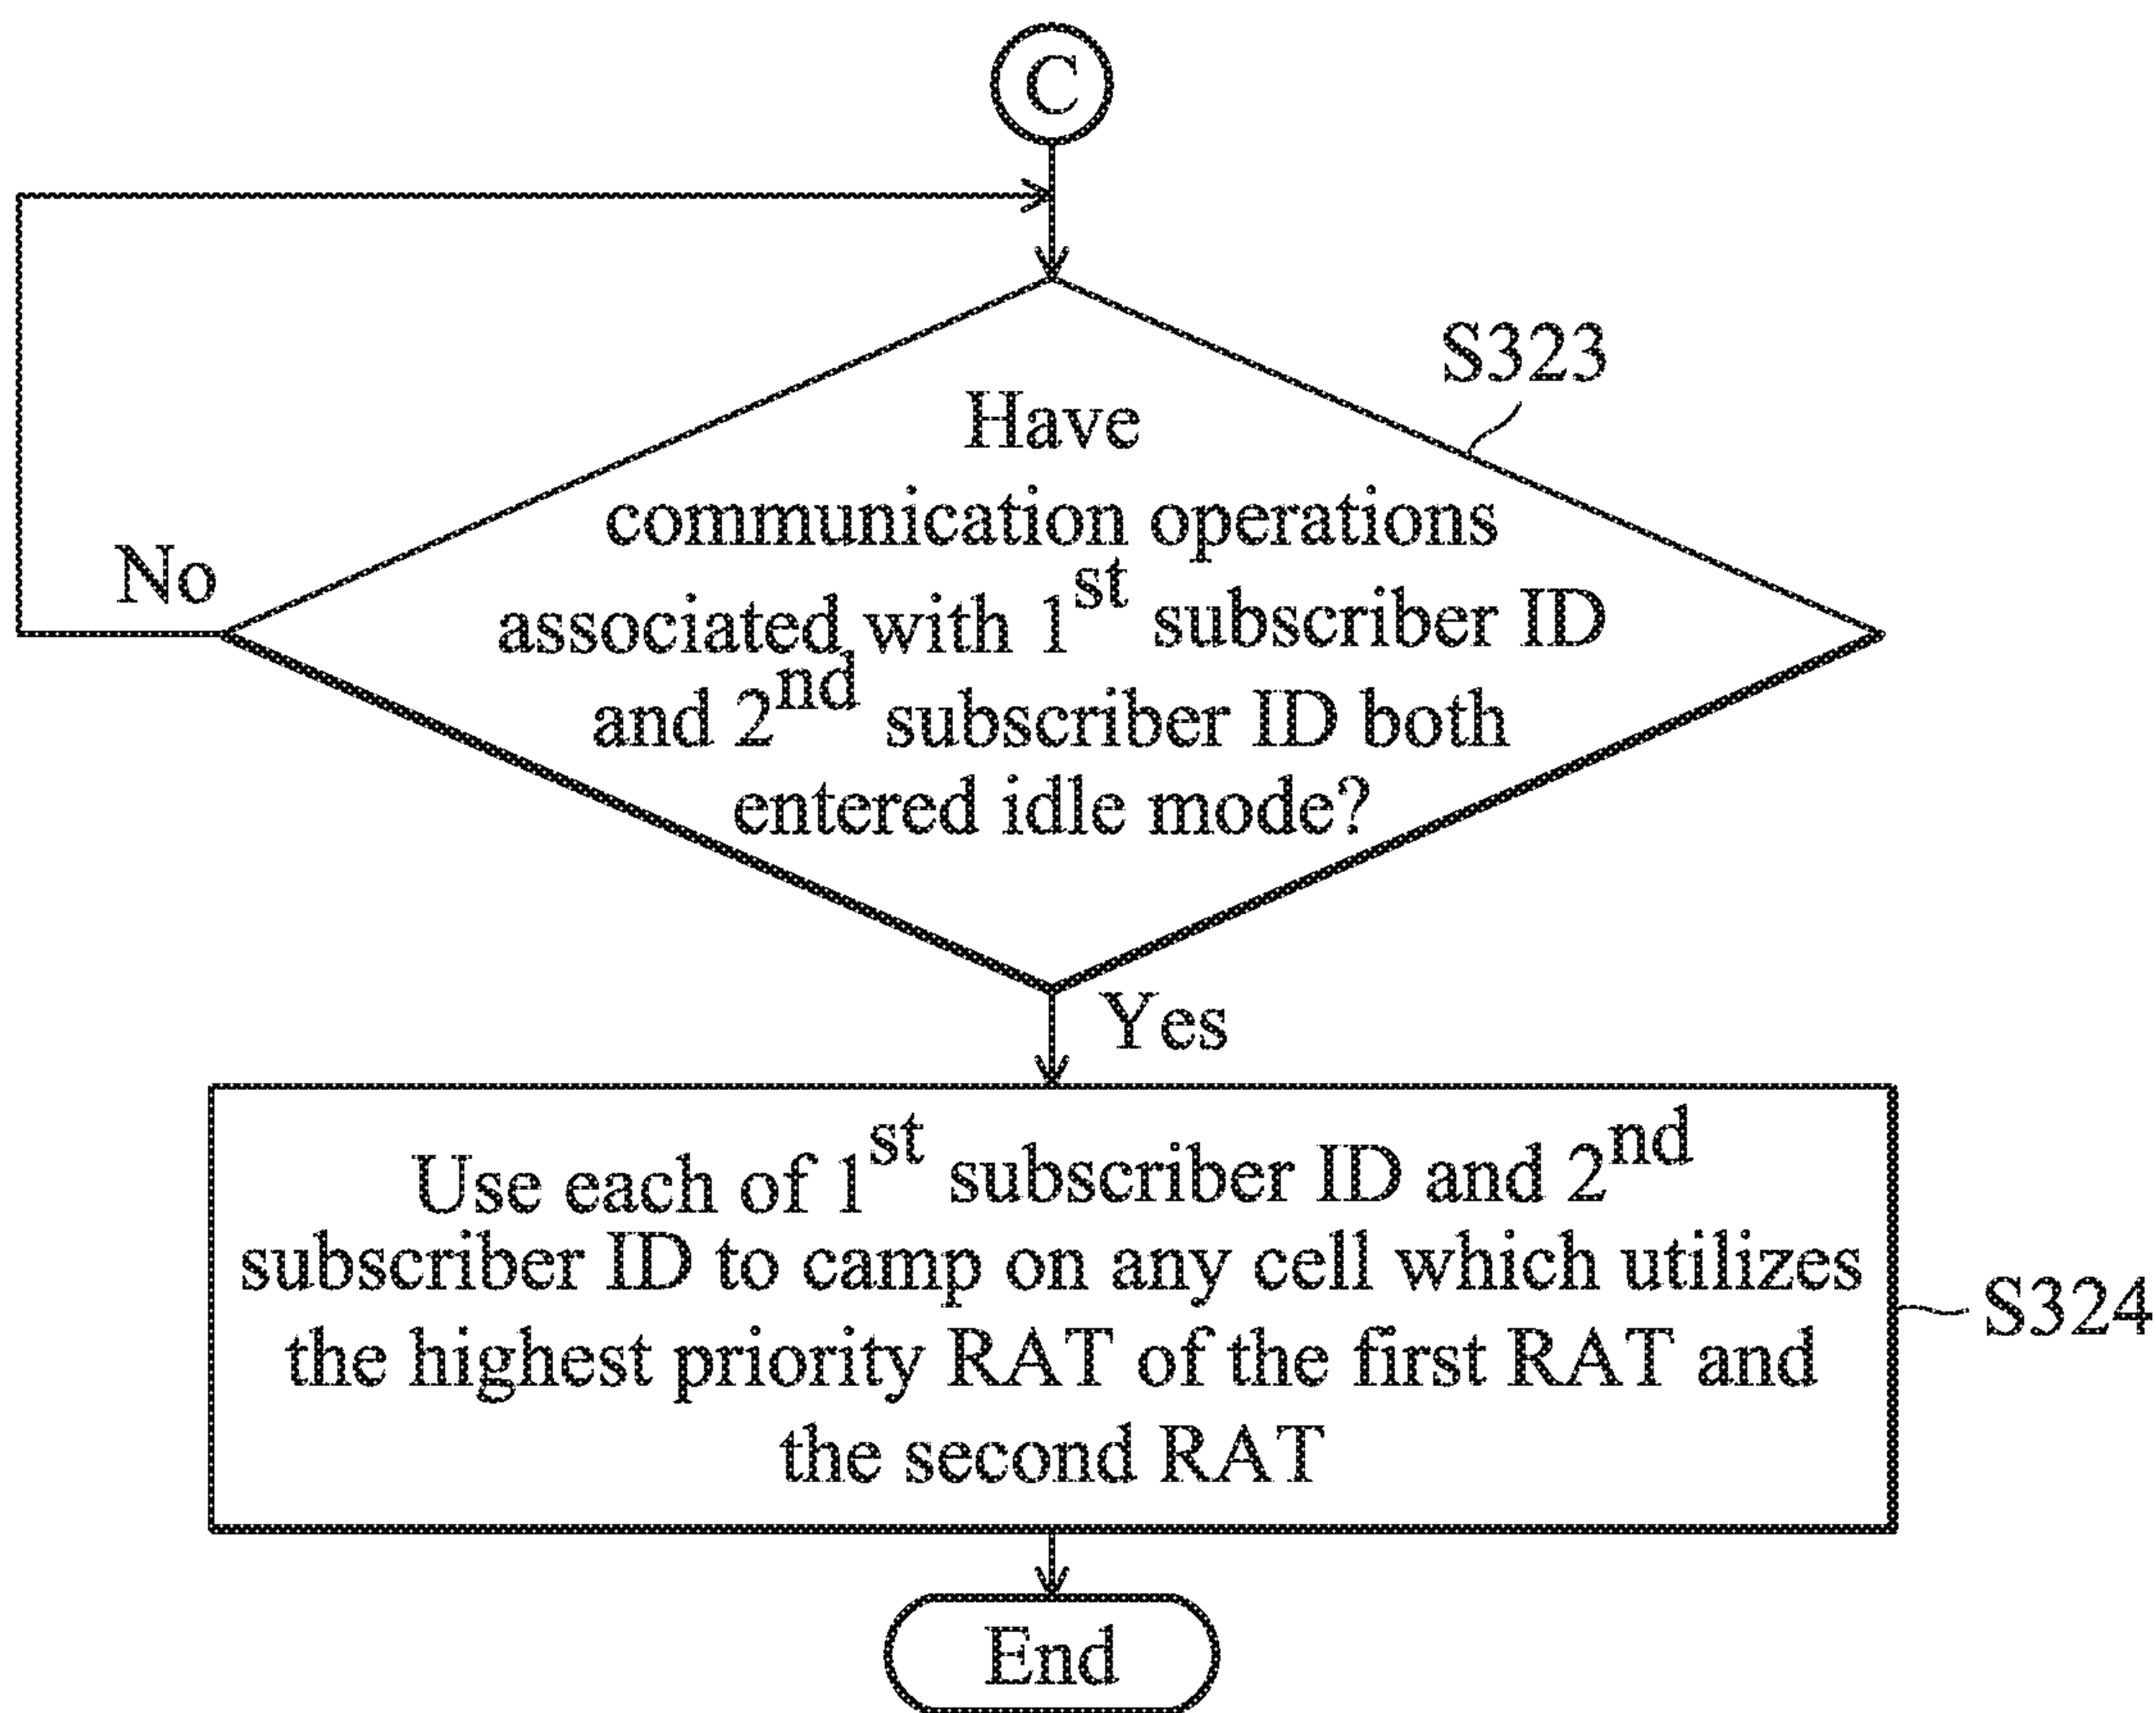 C
S323
Have
communication operations
associated with 1st subscriber ID
and 2nd subscriber ID both
entered idle mode?
No
Yes
Use each of 1st subscriber ID and 2nd
subscriber ID to camp on any cell which utilizes
the highest priority RAT of the first RAT and
the second RAT
S324
End